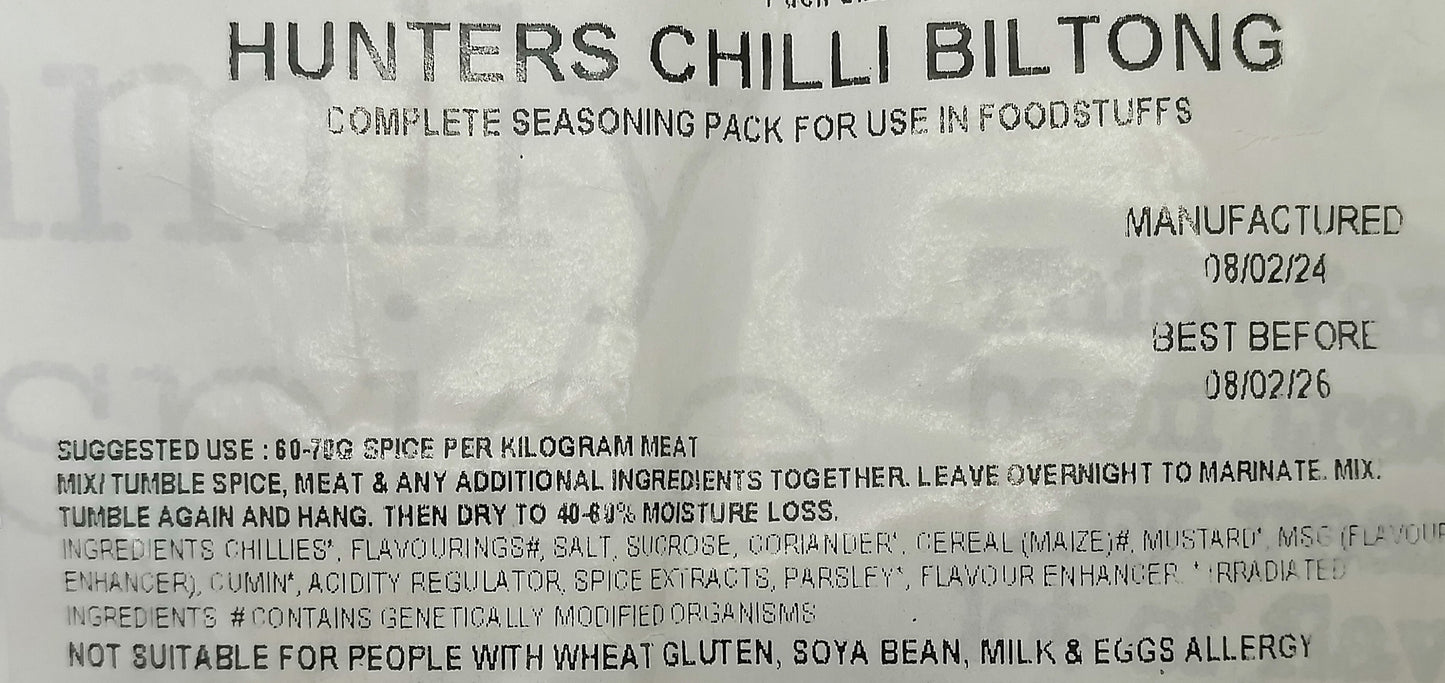 HUNTERS CHILLI BILTONG
COMPLETE SEASONING PACK FOR USE IN FOODSTUFFS
MANUFACTURED
08/02/24
BEST BEFORE
08/02/26
SUGGESTED USE : 60-70G SPICE PER KILOGRAM MEAT
MIX/ TUMBLE SPICE, MEAT & ANY ADDITIONAL INGREDIENTS TOGETHER. LEAVE OVERNIGHT TO MARINATE. MIX.
TUMBLE AGAIN AND HANG. THEN DRY TO 40-60% MOISTURE LOSS.
INGREDIENTS CHILLIES*, FLAVOURINGS#, SALT, SUCROSE, CORIANDER*, CEREAL (MAIZE)#, MUSTARD*, MSG (FLAVOUR
ENHANCER), CUMIN*, ACIDITY REGULATOR, SPICE EXTRACTS, PARSLEY*, FLAVOUR ENHANCER * IRRADIATED
INGREDIENTS # CONTAINS GENETICALLY MODIFIED ORGANISMS
NOT SUITABLE FOR PEOPLE WITH WHEAT GLUTEN, SOYA BEAN, MILK & EGGS ALLERGY